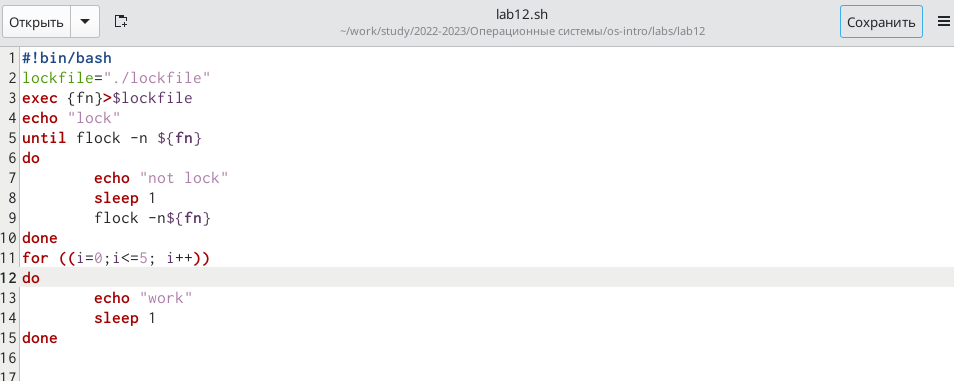 Открыть
lab12.sh
~/work/study/2022-2023/Операционные системы/os-intro/labs/lab12
Сохранить
1 #!bin/bash
2 lockfile="./lockfile"
3 exec {fn}>$lockfile
4 echo "lock"
5 until flock -n ${fn}
6 do
7 echo "not lock"
8 sleep 1
9 flock -n${fn}
10 done
11 for ((i=0;i<=5; i++))
12 do
13 echo "work"
14 sleep 1
15 done
16
17